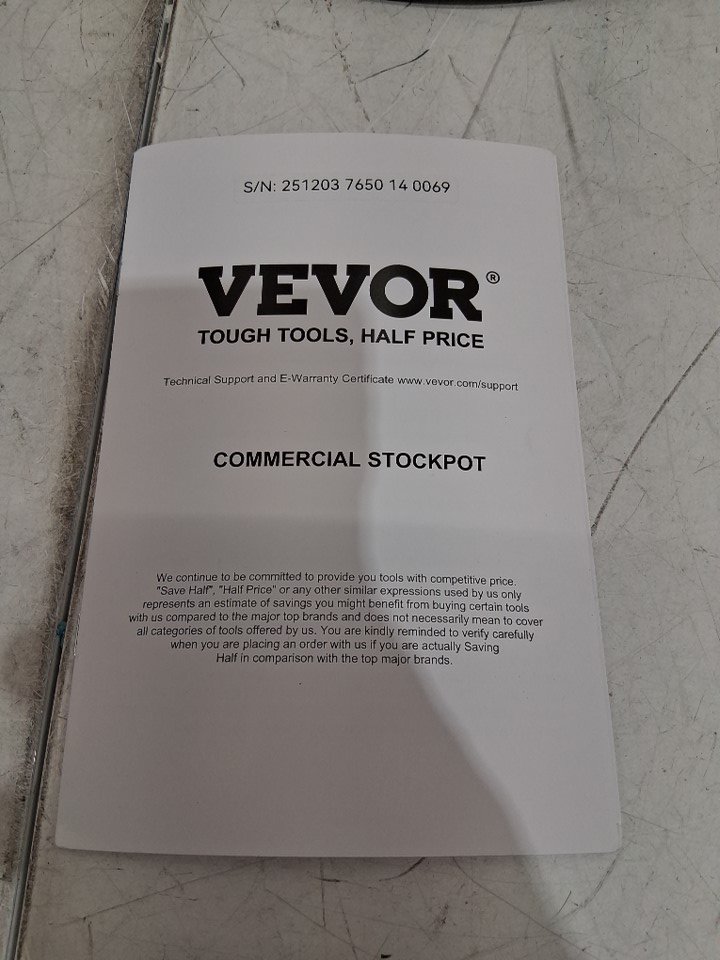 S/N: 251203 7650 14 0069
VEVOR®
TOUGH TOOLS, HALF PRICE
Technical Support and E-Warranty Certificate www.vevor.com/support
COMMERCIAL STOCKPOT
We continue to be committed to provide you tools with competitive price.
"Save Half", "Half Price" or any other similar expressions used by us only
represents an estimate of savings you might benefit from buying certain tools
with us compared to the major top brands and does not necessarily mean to cover
all categories of tools offered by us. You are kindly reminded to verify carefully
when you are placing an order with us if you are actually Saving
Half in comparison with the top major brands.